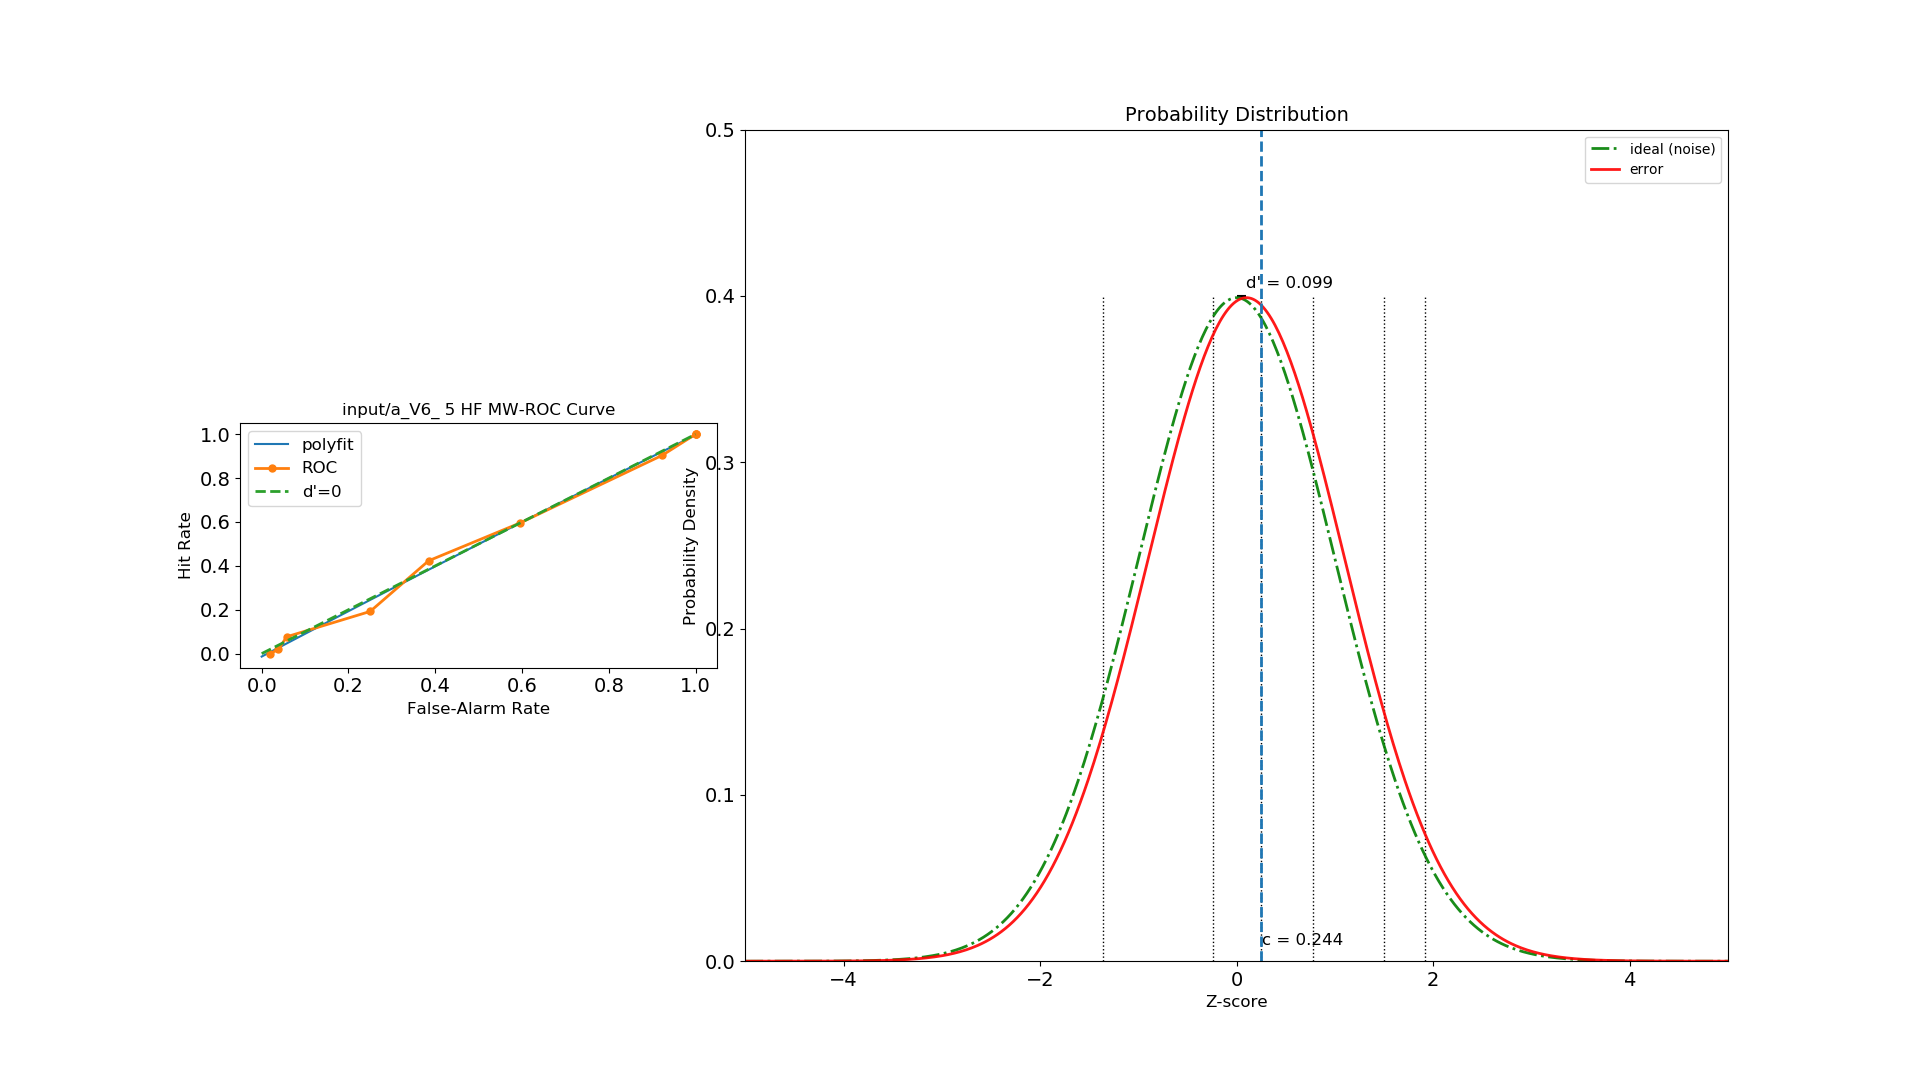 input/a_V6_ 5 HF MW-ROC Curve
polyfit
ROC
d'=0
1.0
0.8
0.6
0.4
0.2
0.0
Hit Rate
0.0 0.2 0.4 0.6 0.8 1.0
False-Alarm Rate
Probability Distribution
ideal (noise)
error
0.5
0.4
0.3
0.2
0.1
0.0
Probability Density
d' = 0.099
c = 0.244
−4 −2 0 2 4
Z-score